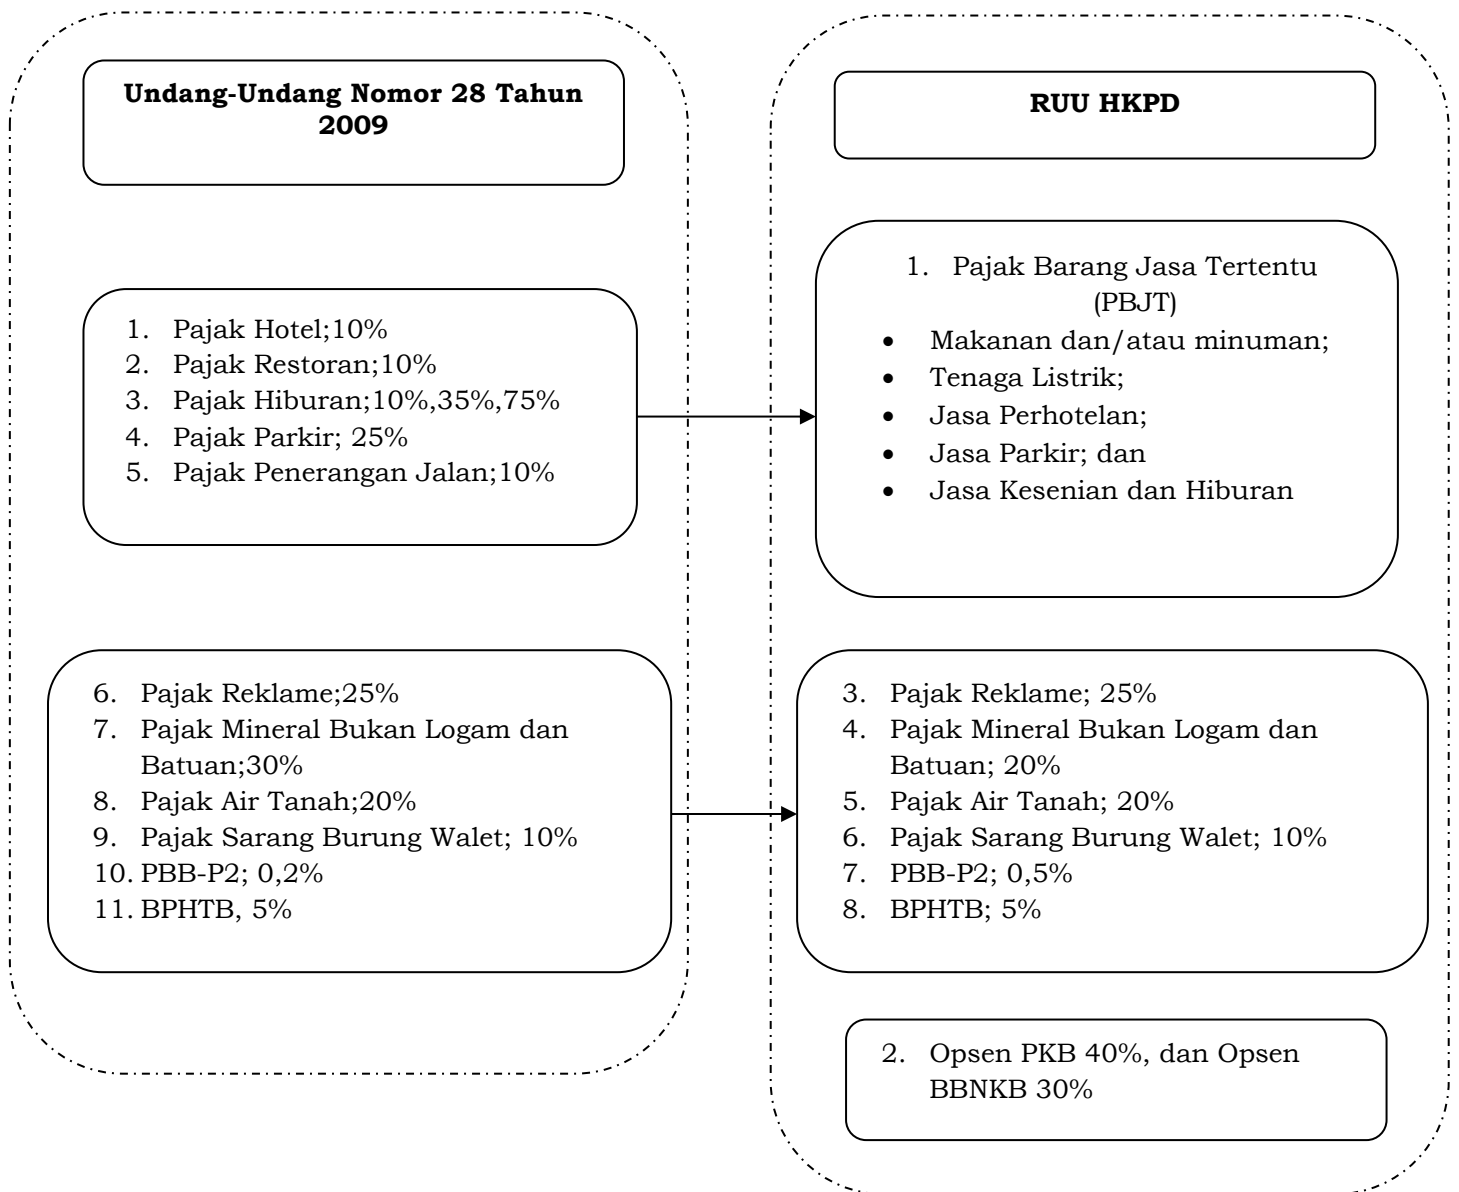 Undang-Undang Nomor 28 Tahun
2009
1. Pajak Hotel;10%
2. Pajak Restoran;10%
3. Pajak Hiburan;10%,35%,75%
4. Pajak Parkir; 25%
5. Pajak Penerangan Jalan;10%
6. Pajak Reklame;25%
7. Pajak Mineral Bukan Logam dan
Batuan;30%
8. Pajak Air Tanah;20%
9. Pajak Sarang Burung Walet; 10%
10. PBB-P2; 0,2%
11. BPHTB, 5%
RUU HKPD
1. Pajak Barang Jasa Tertentu
(PBJT)
• Makanan dan/atau minuman;
• Tenaga Listrik;
• Jasa Perhotelan;
• Jasa Parkir; dan
• Jasa Kesenian dan Hiburan
3. Pajak Reklame; 25%
4. Pajak Mineral Bukan Logam dan
Batuan; 20%
5. Pajak Air Tanah; 20%
6. Pajak Sarang Burung Walet; 10%
7. PBB-P2; 0,5%
8. BPHTB; 5%
2. Opsen PKB 40%, dan Opsen
BBNKB 30%